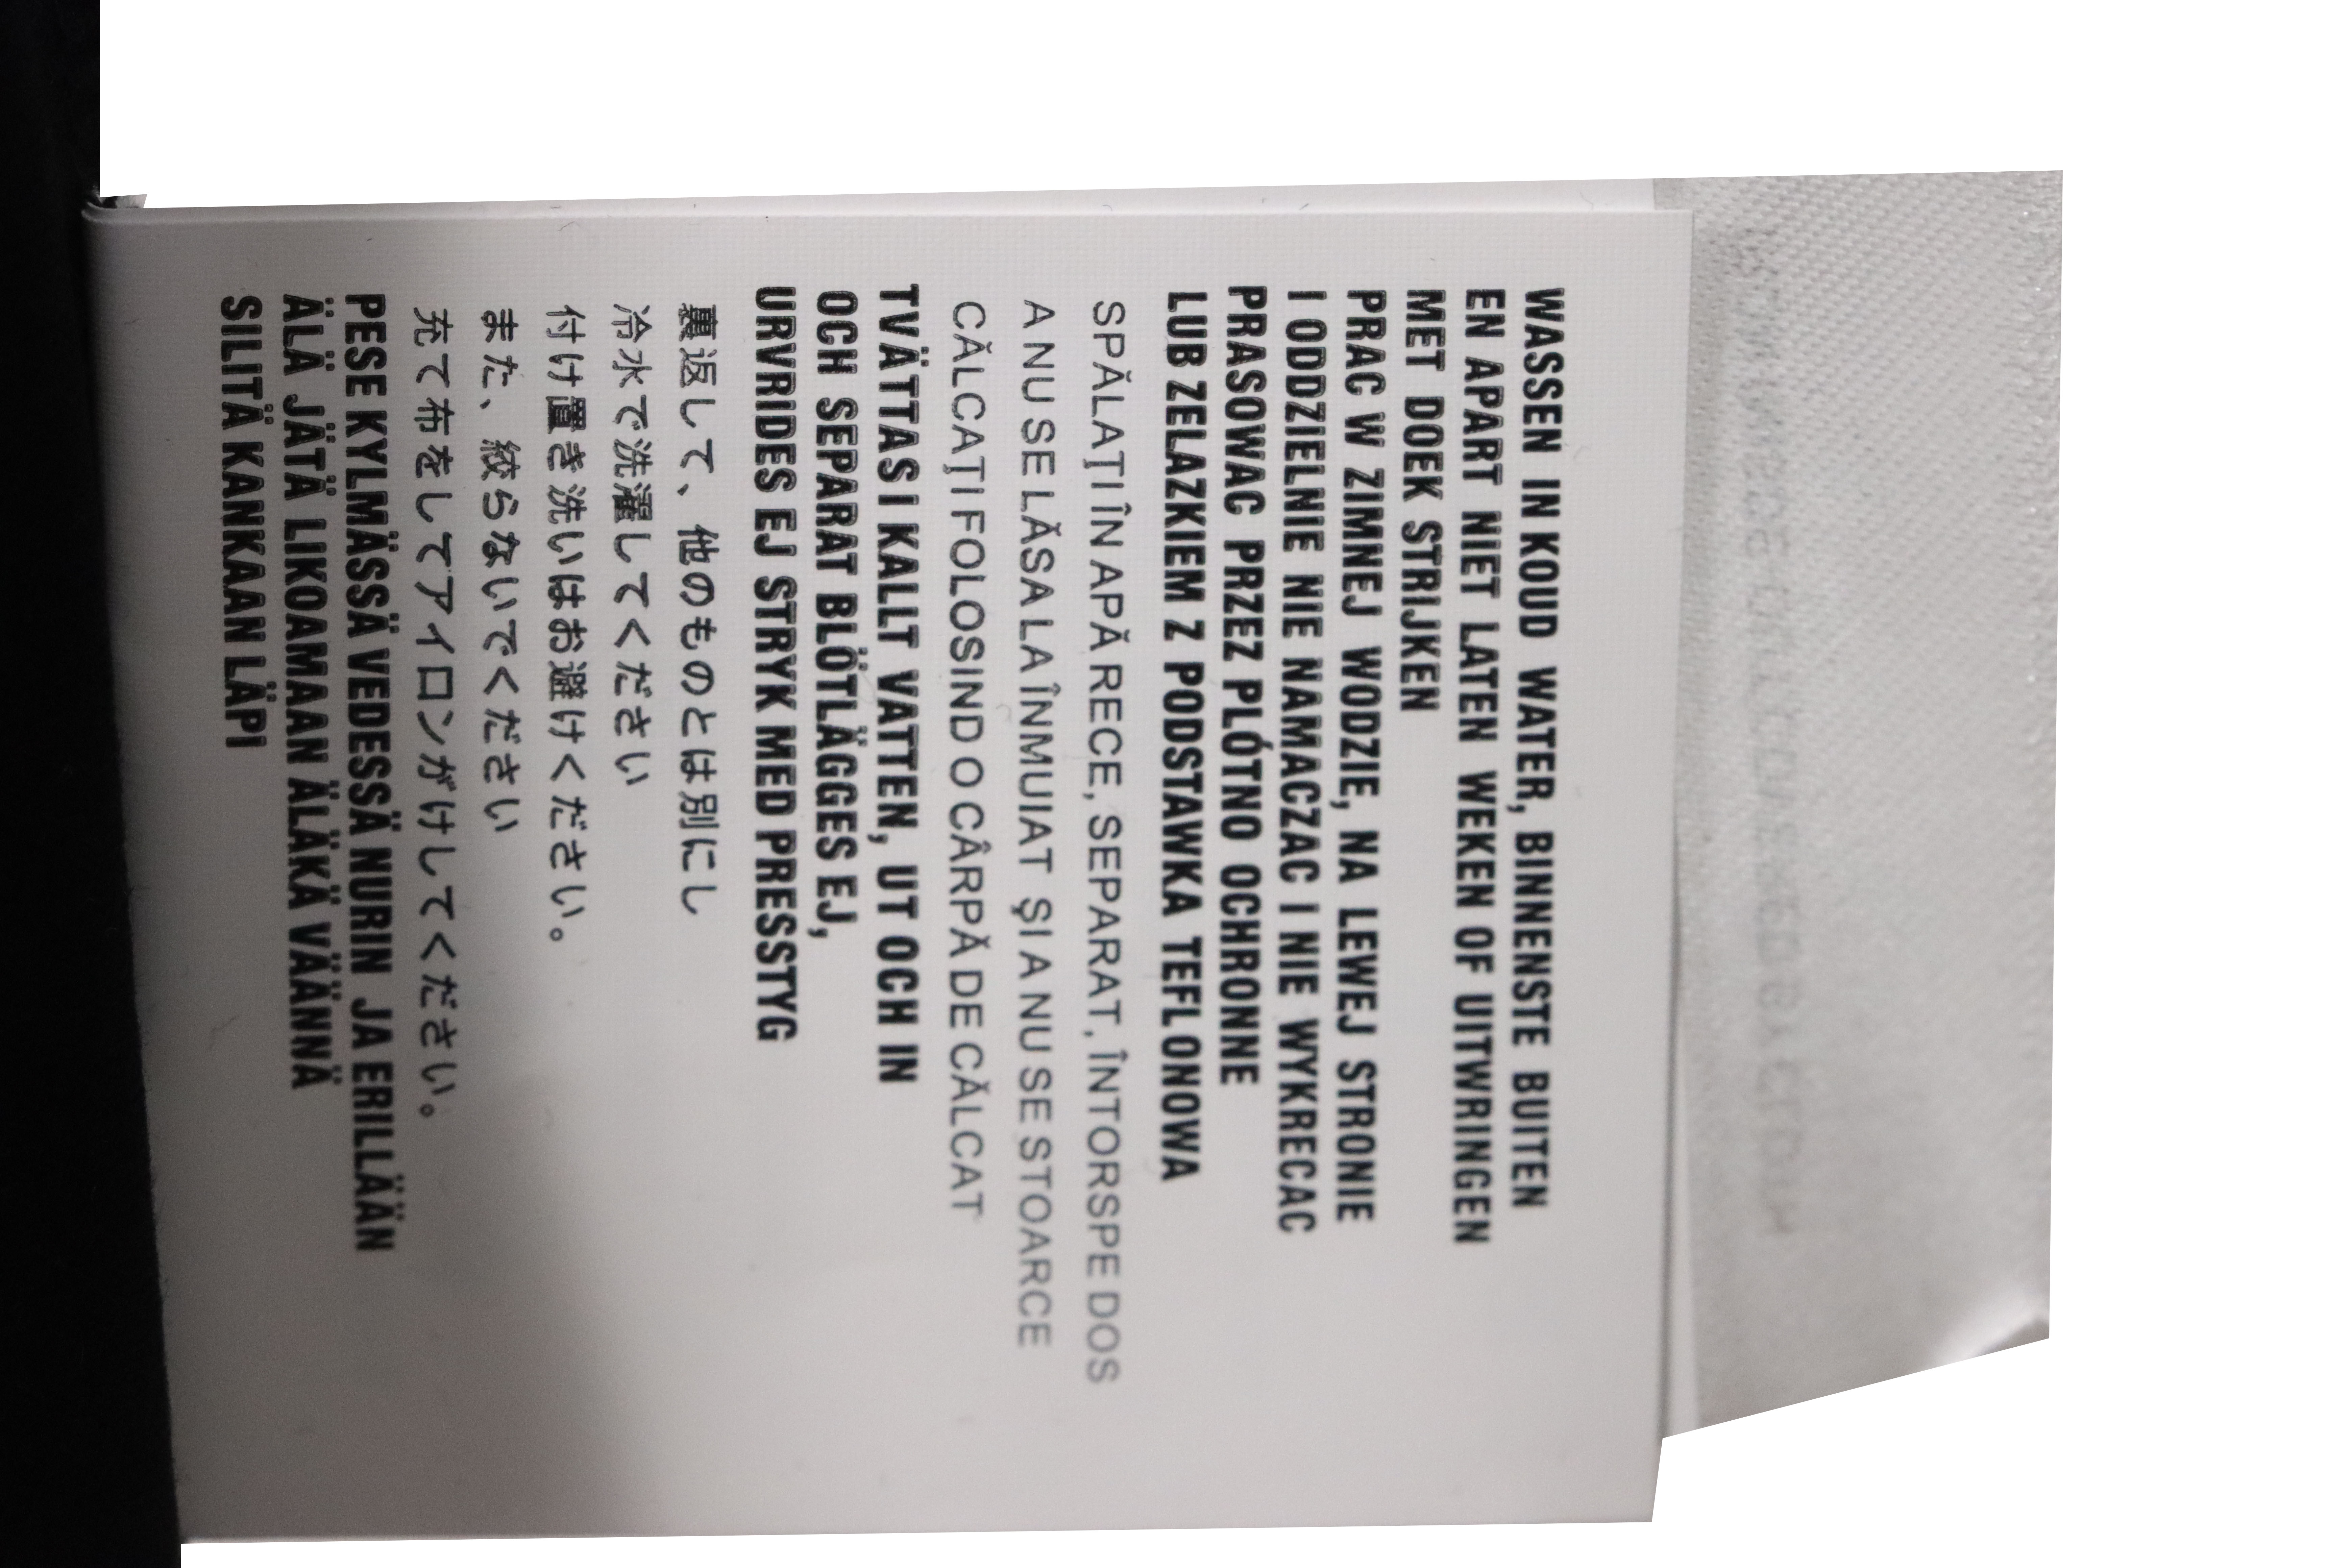 WASSEN IN KOUD WATER, BINNENSTE BUITEN
EN APART NIET LATEN WEKEN OF UITWRINGEN
MET DOEK STRIJKEN
PRAC W ZIMNEJ WODZIE, NA LEWEJ STRONIE
I ODDZIELNIE NIE NAMACZAC I NIE WYKRECAC
PRASOWAC PRZEZ PLÓTNO OCHRONNE
LUB ZELAZKIEM Z PODSTAWKA TEFLONOWA
SPĂLAȚI ÎN APĂ RECE, SEPARAT, ÎNTORSPE DOS
A NU SE LĂSA LA ÎNMUIAT ȘI A NU SE STOARCE
CĂLCAȚI FOLOSIND O CÂRPĂ DE CĂLCAT
TVÄTTAS I KALLT VATTEN, UT OCH IN
OCH SEPARAT BLÖTLÄGGES EJ,
URVRIDES EJ STRYK MED PRESSTYG
裏返して、他のものとは別にし
冷水で洗濯してください
付け置き洗いはお避けください。
また、絞らないでください
充て布をしてアイロンがけしてください。
PESE KYLMÄSSÄ VEDESSÄ NURIN JA ERILLÄÄN
ÄLÄ JÄTÄ LIKOAMAAN ÄLÄKÄ VÄÄNNÄ
SILITÄ KANKAAN LÄPI